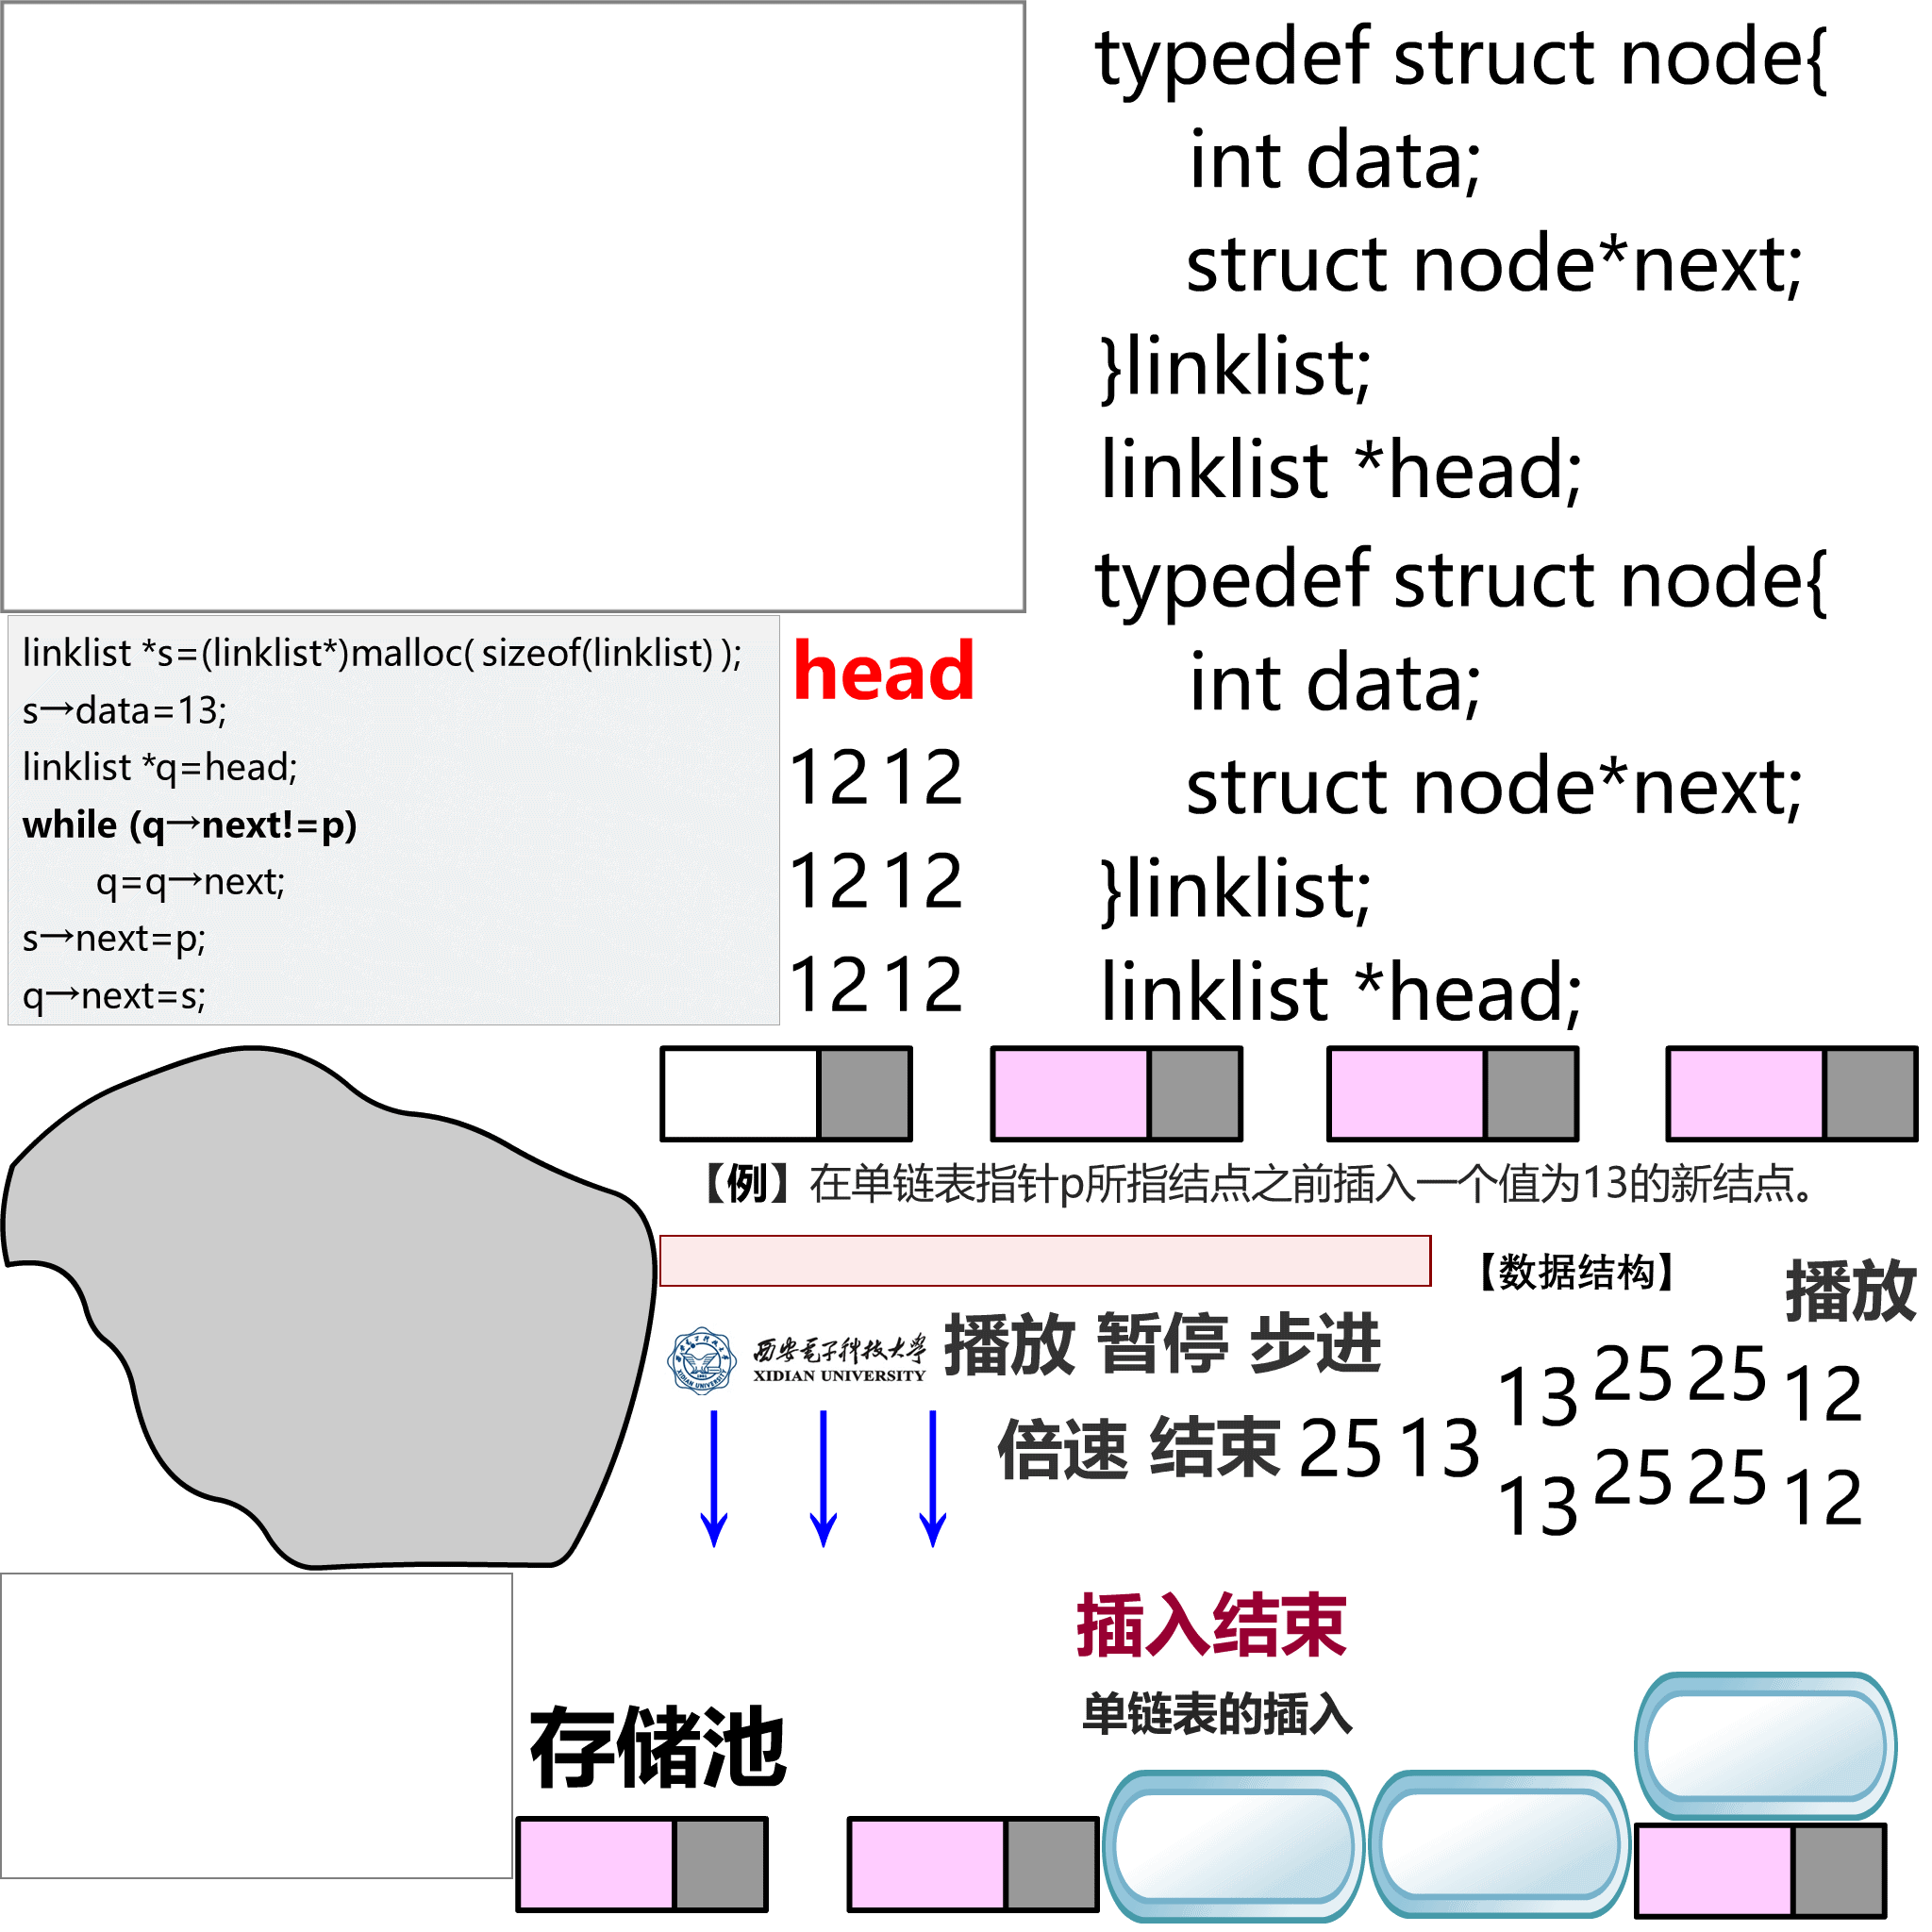 typedef struct node{
int data;
struct node*next;
}linklist;
linklist *head;
typedef struct node{
int data;
struct node*next;
}linklist;
linklist *head;
linklist *s=(linklist*)malloc( sizeof(linklist) );
s→data=13;
linklist *q=head;
while (q→next!=p)
q=q→next;
s→next=p;
q→next=s;
head
12 12
12 12
12 12
【例】在单链表指针p所指结点之前插入一个值为13的新结点。
【数据结构】
播放
西安电子科技大学
XIDIAN UNIVERSITY
播放 暂停 步进
13 25 25 12
倍速 结束 25 13
13 25 25 12
插入结束
单链表的插入
存储池